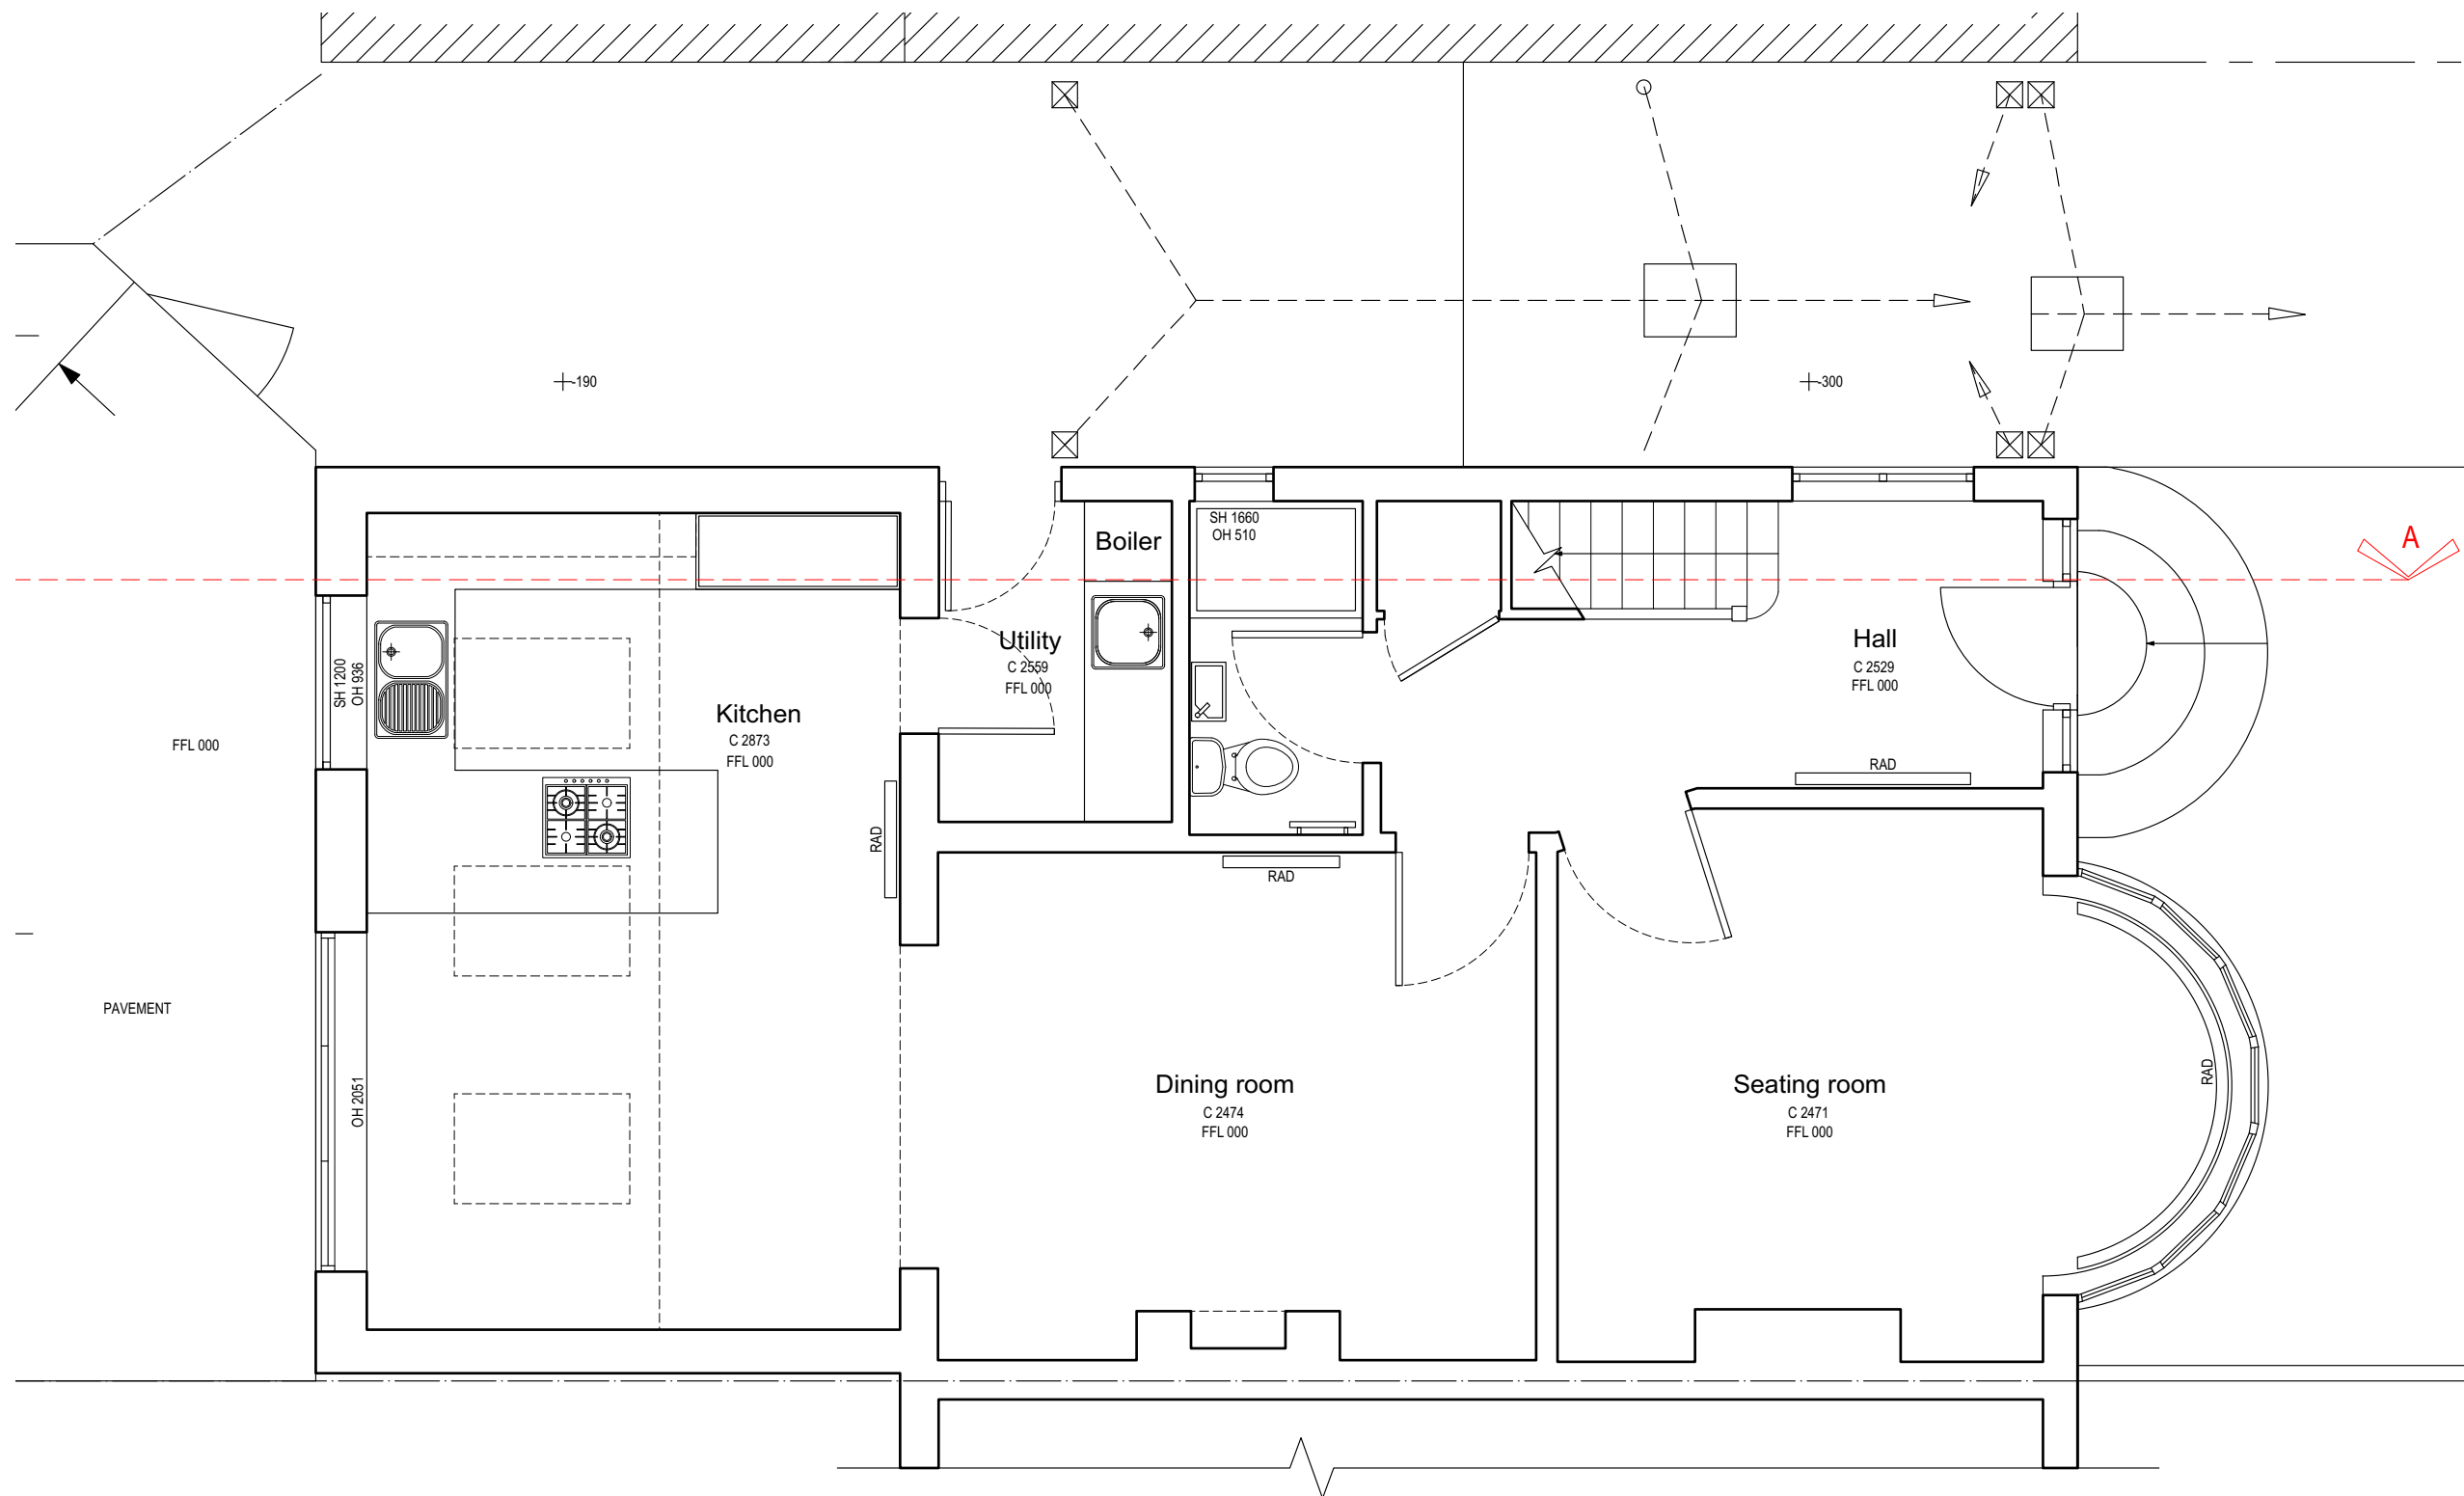 -190
-300
Boiler
SH 1660
OH 510
A
Utility
C 2559
FFL 000
Hall
C 2529
FFL 000
SH 1200
OH 936
Kitchen
C 2873
FFL 000
FFL 000
RAD
RAD
RAD
PAVEMENT
OH 2051
Dining room
C 2474
FFL 000
Seating room
C 2471
FFL 000
RAD